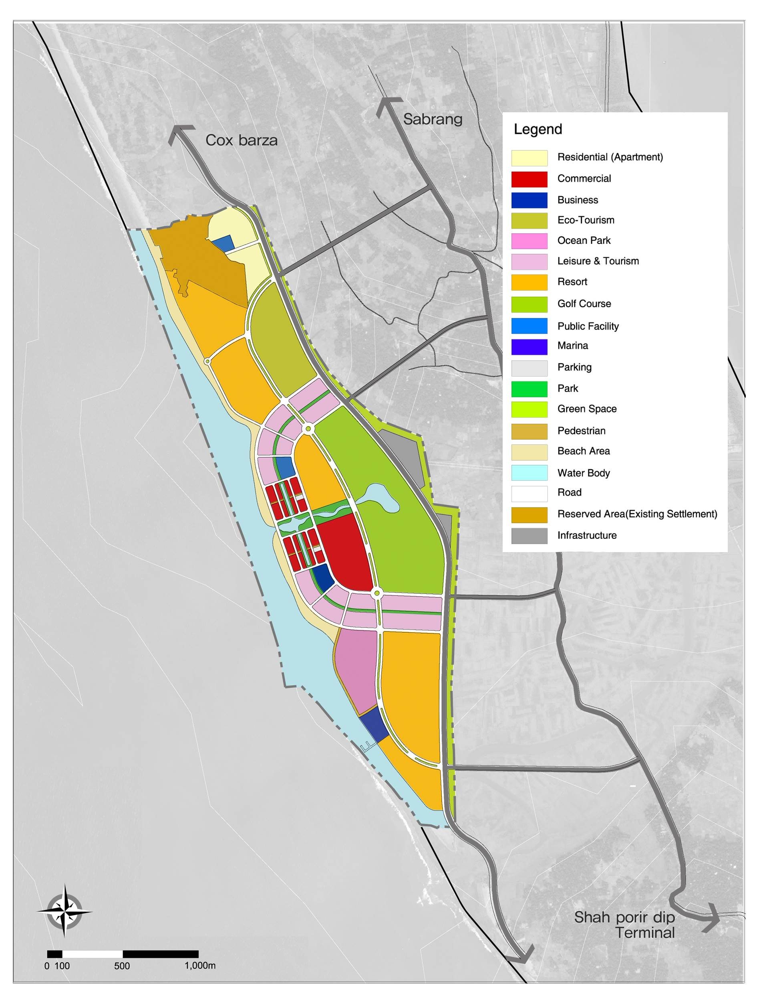 Sabrang
Cox barza
Legend
Residential (Apartment)
Commercial
Business
Eco-Tourism
Ocean Park
Leisure & Tourism
Resort
Golf Course
Public Facility
Marina
Parking
Park
Green Space
Pedestrian
Beach Area
Water Body
Road
Reserved Area(Existing Settlement)
Infrastructure
Shah porir dip
Terminal
0 100 500 1,000m